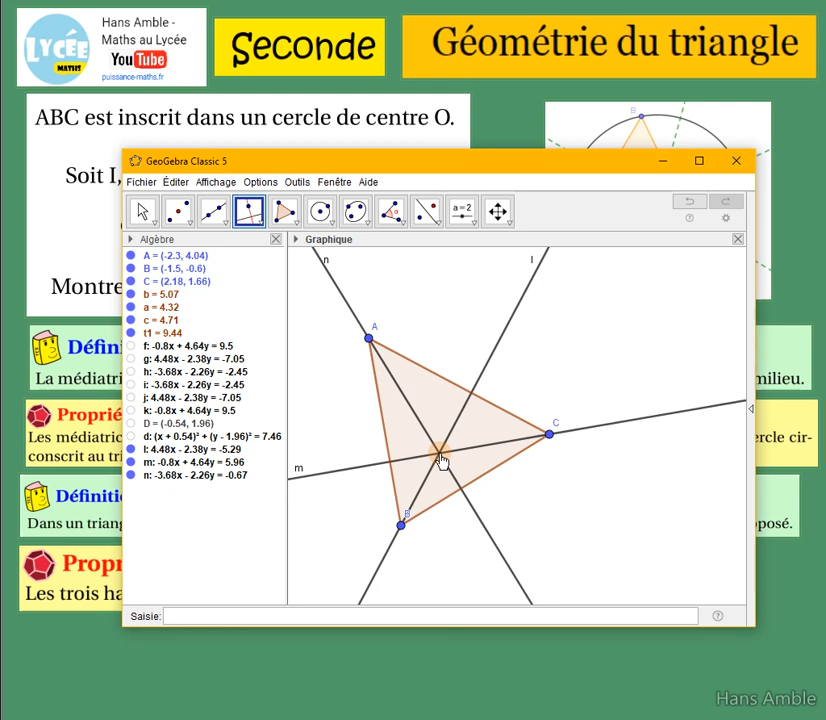 LYCÉE
MATHS
Hans Amble -
Maths au Lycée
YouTube
puissance-maths.fr
Seconde
Géométrie du triangle
ABC est inscrit dans un cercle de centre O.
Soit I,
Montre
B
GeoGebra Classic 5
Fichier Éditer Affichage Options Outils Fenêtre Aide
a=2
Algèbre
Graphique
A = (-2.3, 4.04)
B = (-1.5, -0.6)
C = (2.18, 1.66)
b = 5.07
a = 4.32
c = 4.71
t1 = 9.44
f: -0.8x + 4.64y = 9.5
g: 4.48x - 2.38y = -7.05
h: -3.68x - 2.26y = -2.45
i: -3.68x - 2.26y = -2.45
j: 4.48x - 2.38y = -7.05
k: -0.8x + 4.64y = 9.5
D = (-0.54, 1.96)
d: (x + 0.54)² + (y - 1.96)² = 7.46
l: 4.48x - 2.38y = -5.29
m: -0.8x + 4.64y = 5.96
n: -3.68x - 2.26y = -0.67
n
l
A
C
m
B
Saisie:
Défini
La médiatri
milieu.
Proprié
Les médiatric
ercle cir-
conscrit au tri
Définiti
Dans un triang
posé.
Propr
Les trois ha
Hans Amble